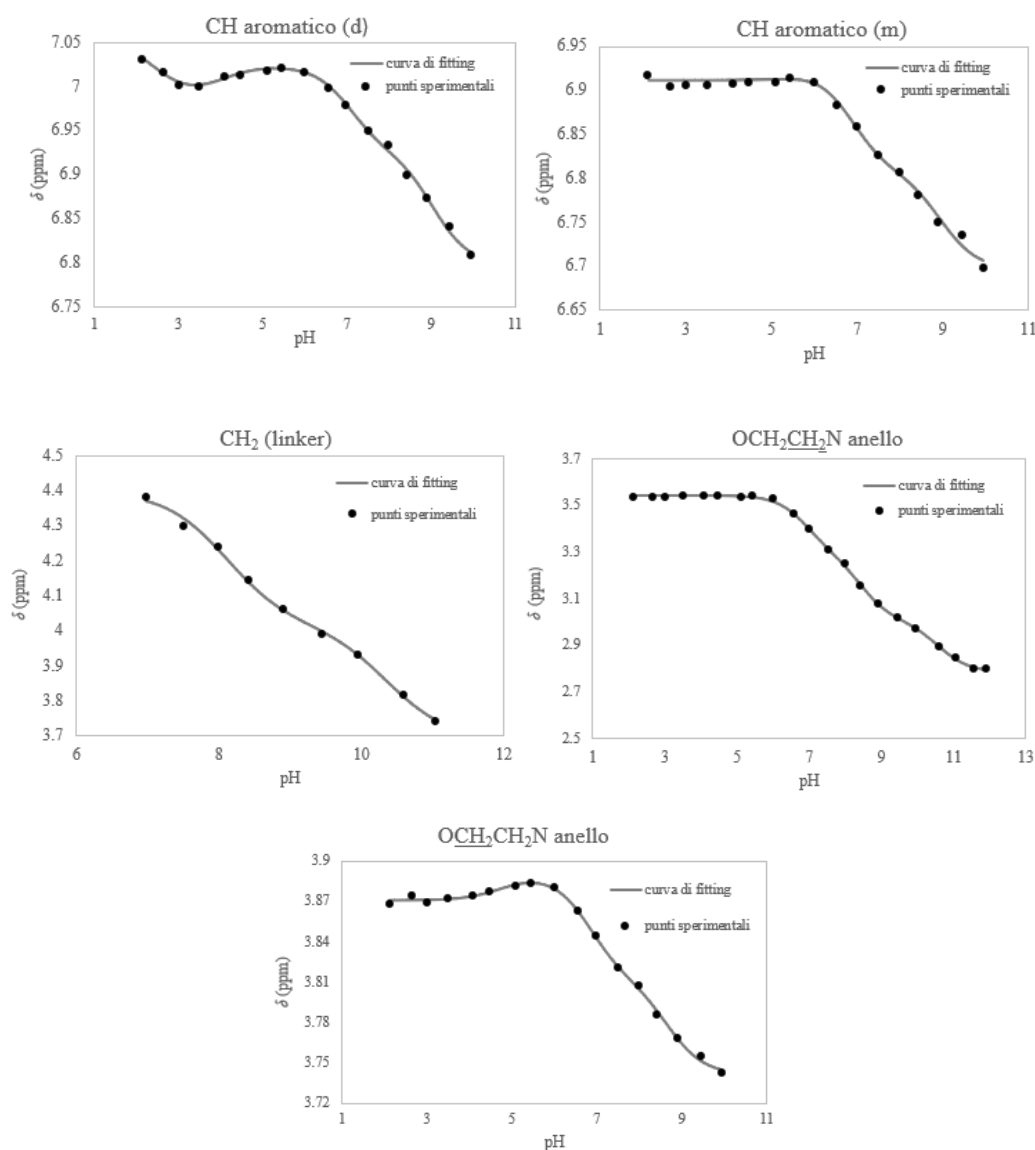 CH aromatico (d)
7.05
7
6.95
6.9
6.85
6.8
6.75
δ (ppm)
curva di fitting
punti sperimentali
1 3 5 7 9 11
pH
CH aromatico (m)
6.95
6.9
6.85
6.8
6.75
6.7
6.65
δ (ppm)
curva di fitting
punti sperimentali
1 3 5 7 9 11
pH
CH₂ (linker)
4.5
4.4
4.3
4.2
4.1
4
3.9
3.8
3.7
δ (ppm)
curva di fitting
punti sperimentali
6 8 10 12
pH
OCH₂CH₂N anello
3.7
3.5
3.3
3.1
2.9
2.7
2.5
δ (ppm)
curva di fitting
punti sperimentali
1 3 5 7 9 11 13
pH
OCH₂CH₂N anello
3.9
3.87
3.84
3.81
3.78
3.75
3.72
δ (ppm)
curva di fitting
punti sperimentali
1 3 5 7 9 11
pH